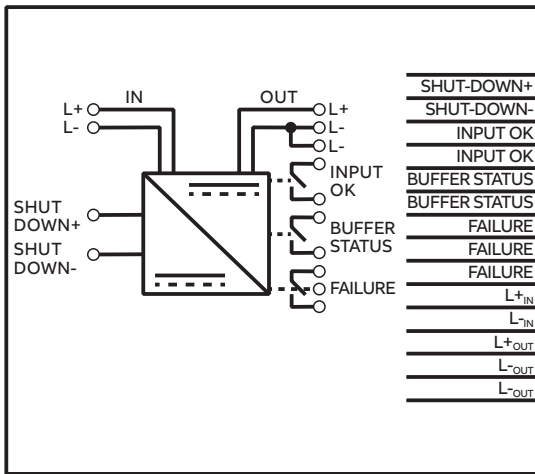 IN
OUT
L+
L-
L+
L-
L-
INPUT
OK
SHUT
DOWN+
SHUT
DOWN-
BUFFER
STATUS
FAILURE
SHUT-DOWN+
SHUT-DOWN-
INPUT OK
INPUT OK
BUFFER STATUS
BUFFER STATUS
FAILURE
FAILURE
FAILURE
L+IN
L-IN
L+OUT
L-OUT
L-OUT